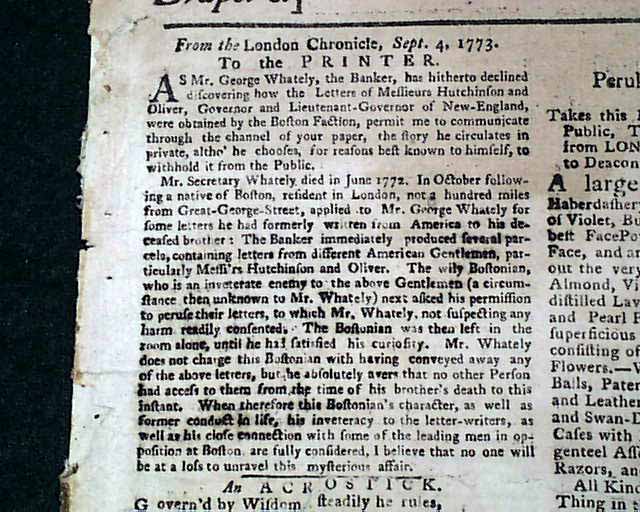 Draper's]
From the London Chronicle, Sept. 4, 1773.
To the PRINTER.
AS Mr. George Whately, the Banker, has hitherto declined
discovering how the Letters of Messieurs Hutchinson and
Oliver, Governor and Lieutenant-Governor of New-England,
were obtained by the Boſton Faction, permit me to communicate
through the channel of your paper, the ſtory he circulates in
private, altho' he chooſes, for reaſons beſt known to himſelf, to
withhold it from the Public.
Mr. Secretary Whately died in June 1772. In October follow-
ing a native of Boſton, reſident in London, not a hundred miles
from Great-George-Street, applied to Mr. George Whately for
ſome letters he had formerly written from America to his de-
ceaſed brother: The Banker immediately produced ſeveral par-
cels, containing letters from different American Gentlemen, par-
ticularly Meſſi'rs Hutchinſon and Oliver. The wily Boſtonian,
who is an inveterate enemy to the above Gentlemen (a circum-
ſtance then unknown to Mr. Whately) next aſked his permiſſion
to peruſe their letters, to which Mr. Whately, not ſuſpecting any
harm readily conſented. The Boſtonian was then left in the
room alone, until he had ſatisfied his curioſity. Mr. Whately
does not charge this Boſtonian with having conveyed away any
of the above letters, but he abſolutely avers that no other Perſon
had acceſs to them from the time of his brother's death to this
inſtant. When therefore this Boſtonian's character, as well as
former conduct in life, his inveteracy to the letter-writers, as
well as his cloſe connection with ſome of the leading men in op-
poſition at Boſton are fully conſidered, I believe that no one will
be at a loſs to unravel this myſterious affair.
An ACROSTICK.
Govern'd by Wiſdom, ſteadily he rules,
Peru
Takes this
Public, T
from LON
to Deacon
A large
Haberdaſher
of Violet, Bu
beſt FacePo
Face, and a
out the very
Almond, Vi
diſtilled Lav
and Pearl P
ſuperficious
conſiſting of
Flowers.—W
Balls, Pate
and Leather
and Swan-D
Caſes with
genteel Aſſ
Razors, an
All Kind
Thing in